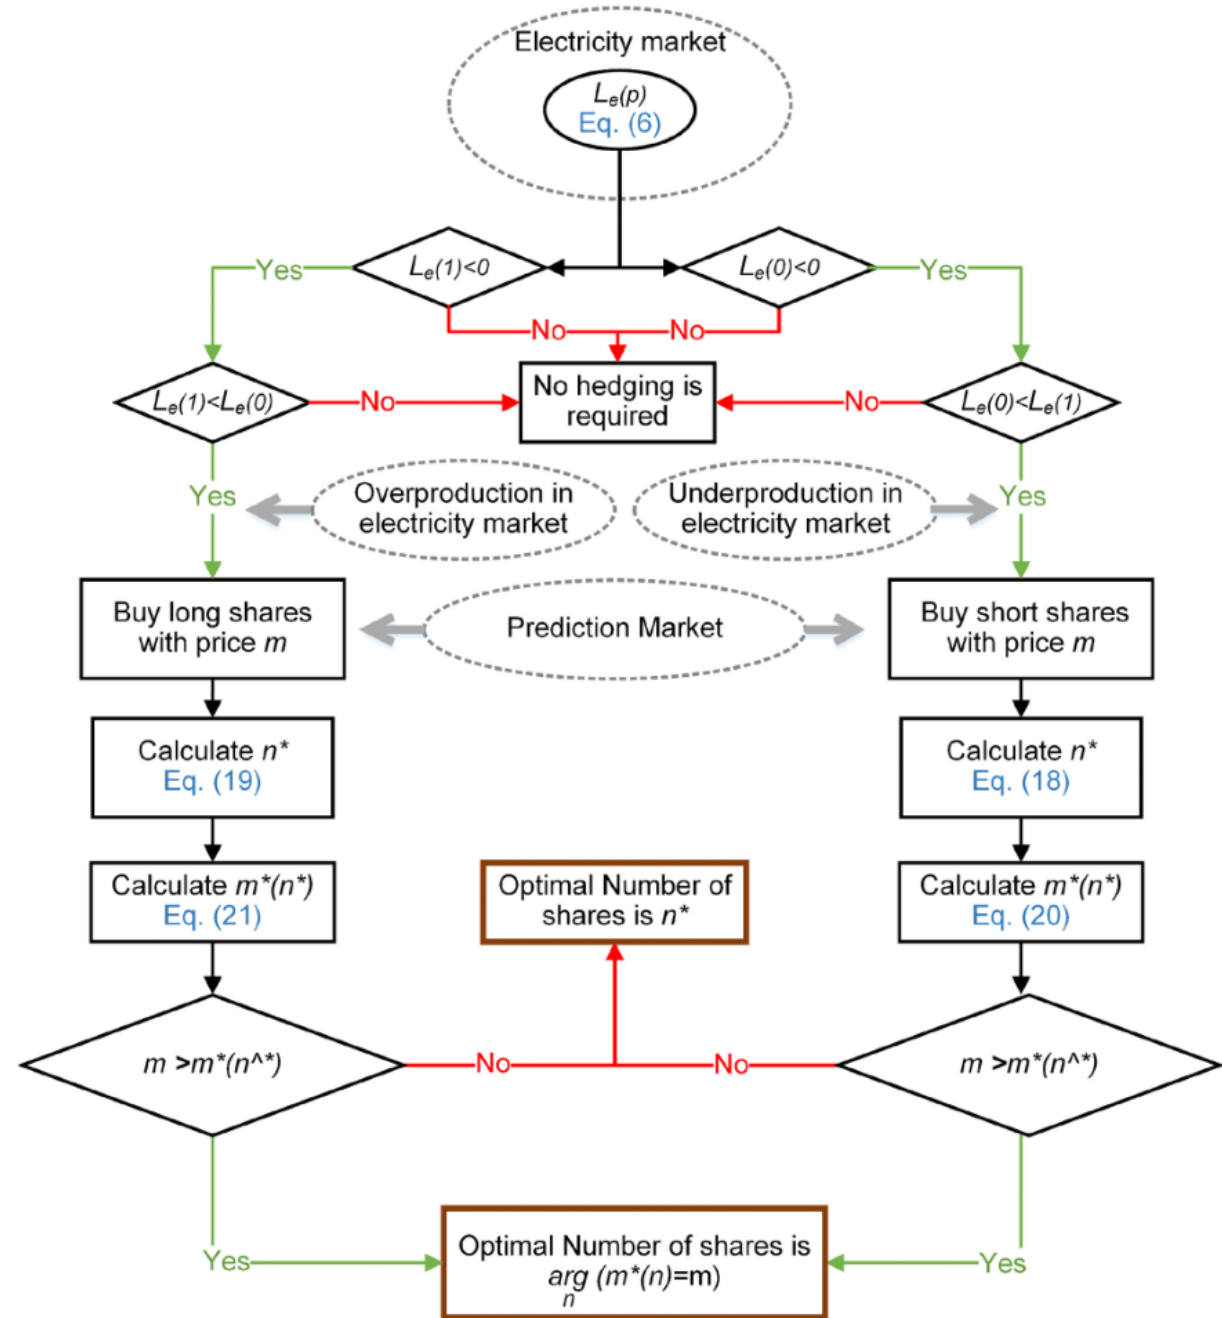 Electricity market
Le(p)
Eq. (6)
Le(1)<0
Le(0)<0
Yes
Yes
No
No
Le(1)<Le(0)
No
No hedging is
required
No
Le(0)<Le(1)
Yes
Overproduction in
electricity market
Underproduction in
electricity market
Yes
Buy long shares
with price m
Prediction Market
Buy short shares
with price m
Calculate n*
Eq. (19)
Calculate n*
Eq. (18)
Calculate m*(n*)
Eq. (21)
Optimal Number of
shares is n*
Calculate m*(n*)
Eq. (20)
m >m*(n^*)
No
No
m >m*(n^*)
Yes
Optimal Number of shares is
arg (m*(n)=m)
n
Yes